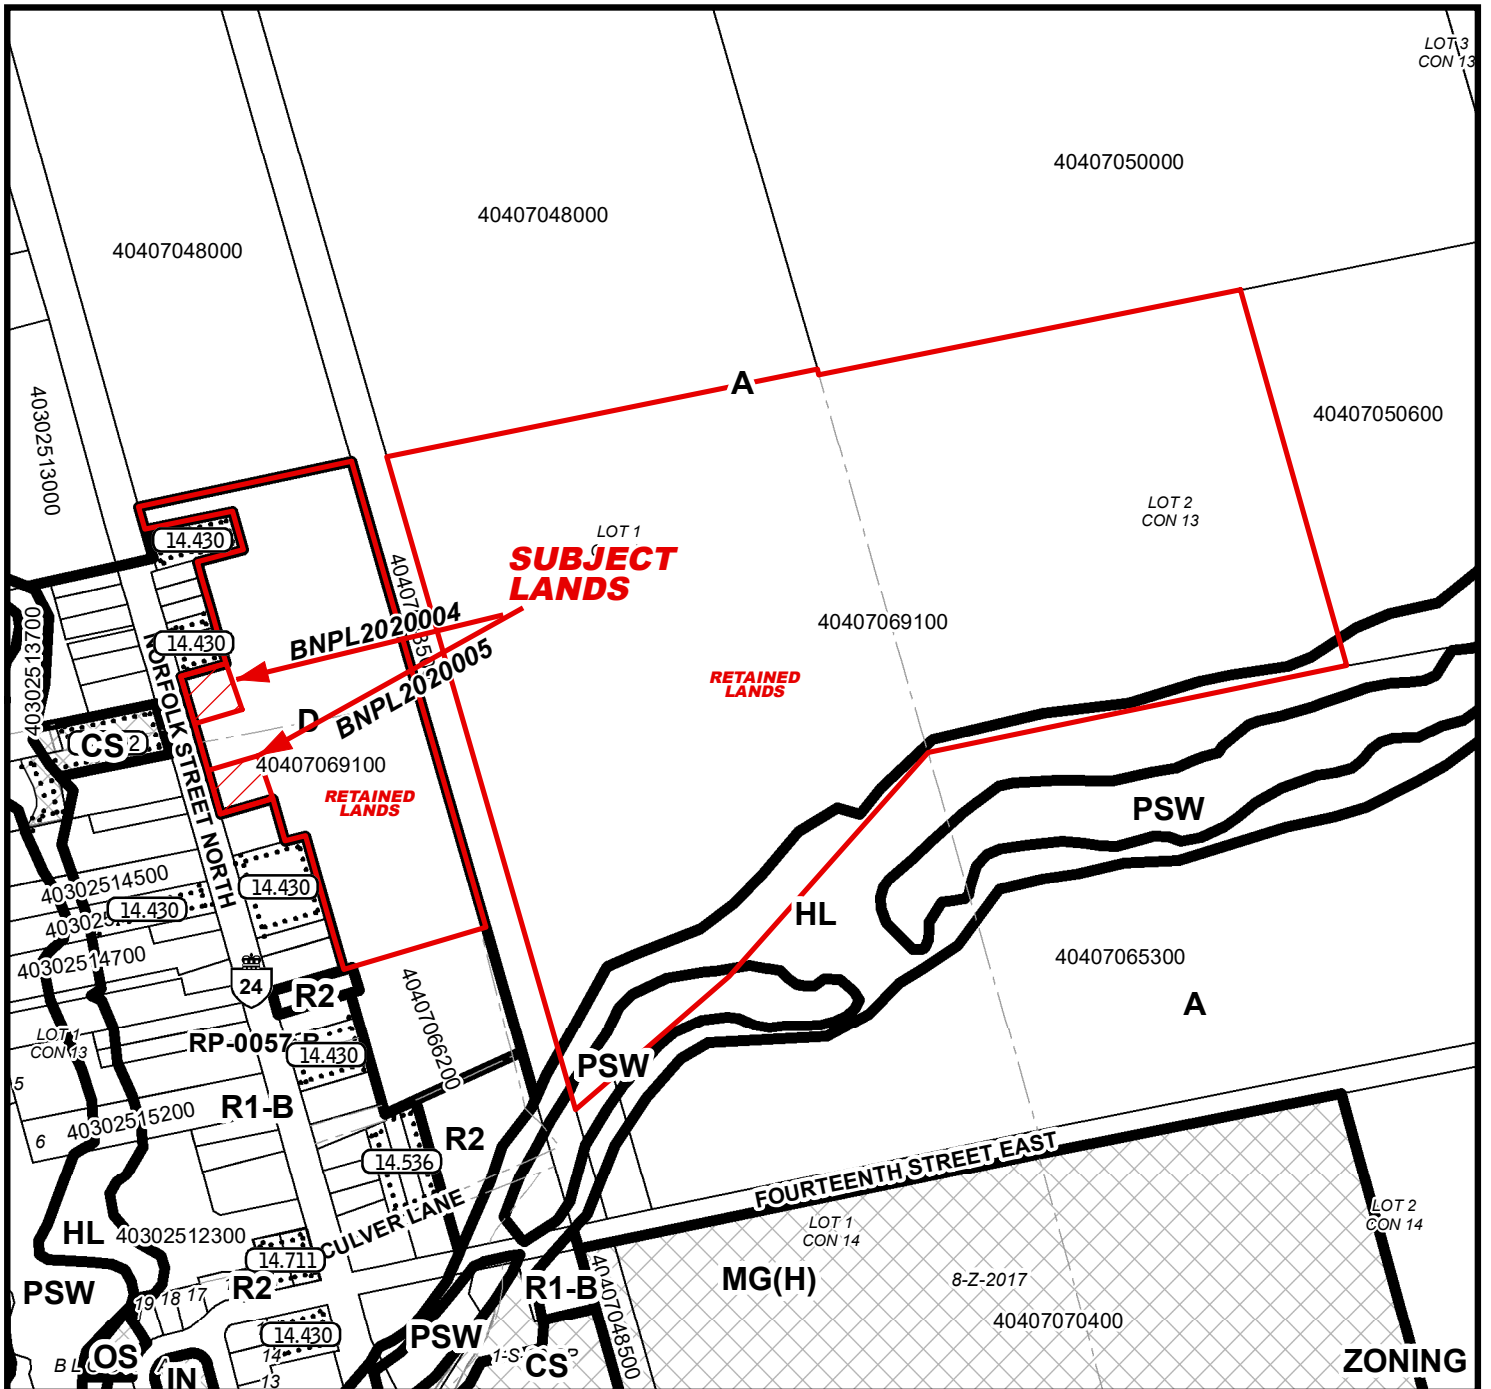 LOT 3
CON 13
40407050000
40407048000
40407048000
A
40302513000
40407050600
LOT 2
CON 13
LOT 1
14.430
SUBJECT
LANDS
BNPL2020004
BNPL2020005
40407069100
40302513700
NORFOLK STREET NORTH
14.430
RETAINED
LANDS
D
CS
40407069100
RETAINED
LANDS
PSW
40302514500
14.430
14.430
40302514700
HL
40407065300
24
R2
A
40407066200
LOT 1
CON 13
RP-0057
14.430
5
PSW
R1-B
40302515200
6
R2
14.536
FOURTEENTH STREET EAST
CULVER LANE
LOT 1
CON 14
LOT 2
CON 14
HL
40302512300
14.711
R2
PSW
19 18 17
R1-B
40407048500
MG(H)
8-Z-2017
40407070400
14.430
PSW
14
13
OS
IN
CS
ZONING